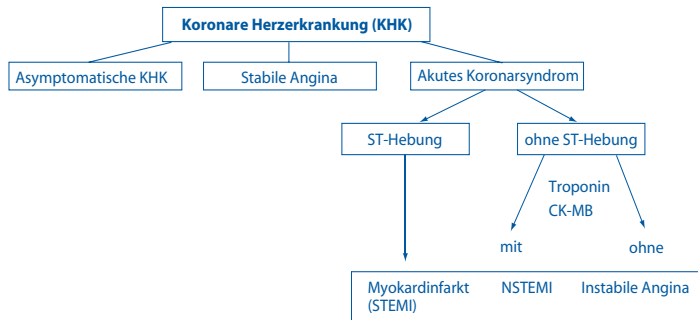 Koronare Herzerkrankung (KHK)
Asymptomatische KHK
Stabile Angina
Akutes Koronarsyndrom
ST-Hebung
ohne ST-Hebung
Troponin
CK-MB
mit
ohne
Myokardinfarkt
(STEMI)
NSTEMI
Instabile Angina